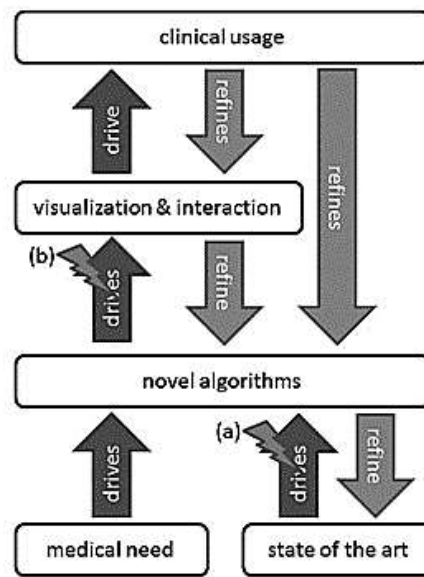 clinical usage
drive
refines
refines
visualization & interaction
(b)
drives
refine
novel algorithms
drives
(a)
drives
refine
medical need
state of the art